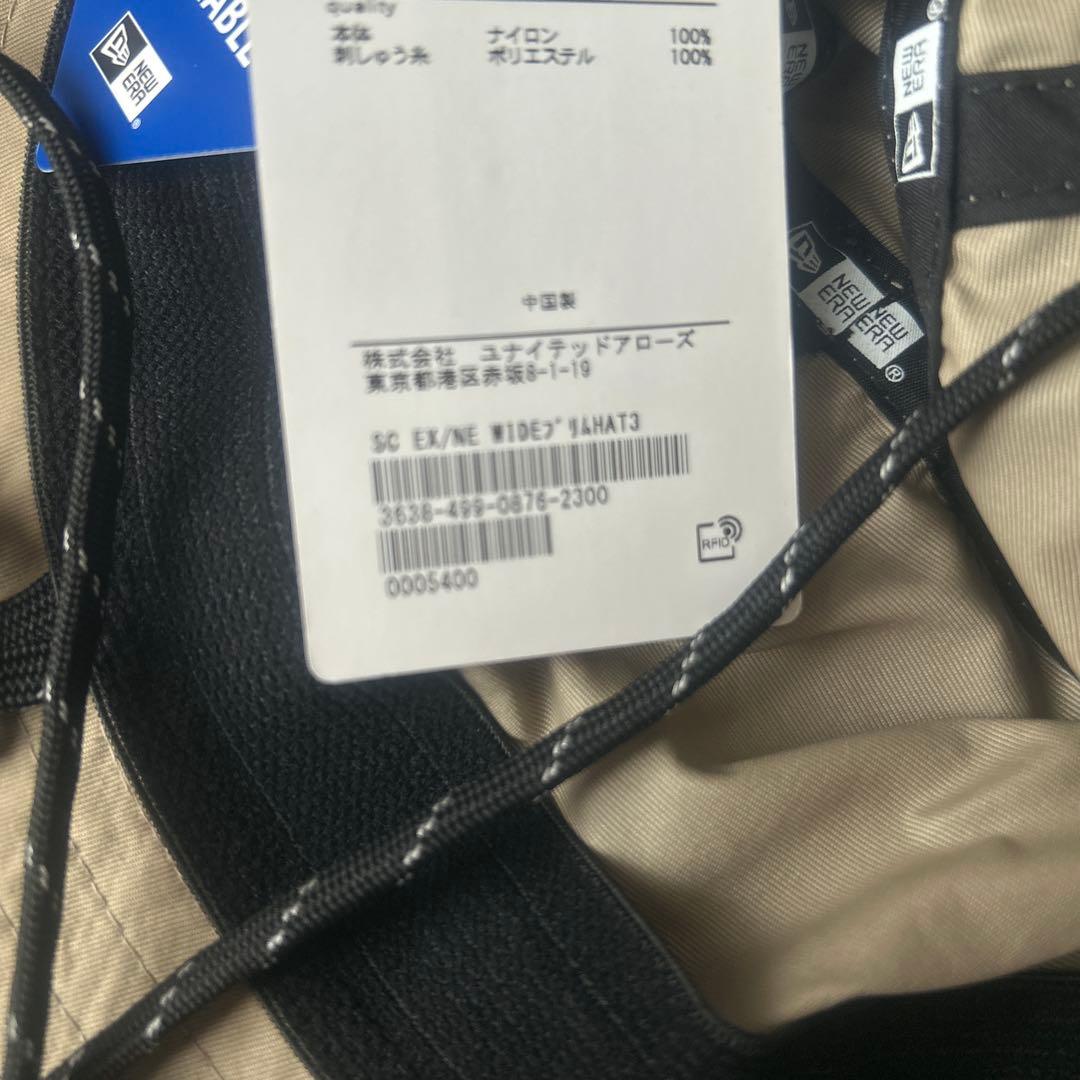 quality
本体 ナイロン 100%
刺しゅう糸 ポリエステル 100%
中国製
株式会社 ユナイテッドアローズ
東京都港区赤坂8-1-19
SC EX/NE WIDEブリムHAT3
3638-499-0876-2300
0005400
RFID
NEW ERA®
NEW ERA
NEW ERA
NEW ERA®
NEW ERA®